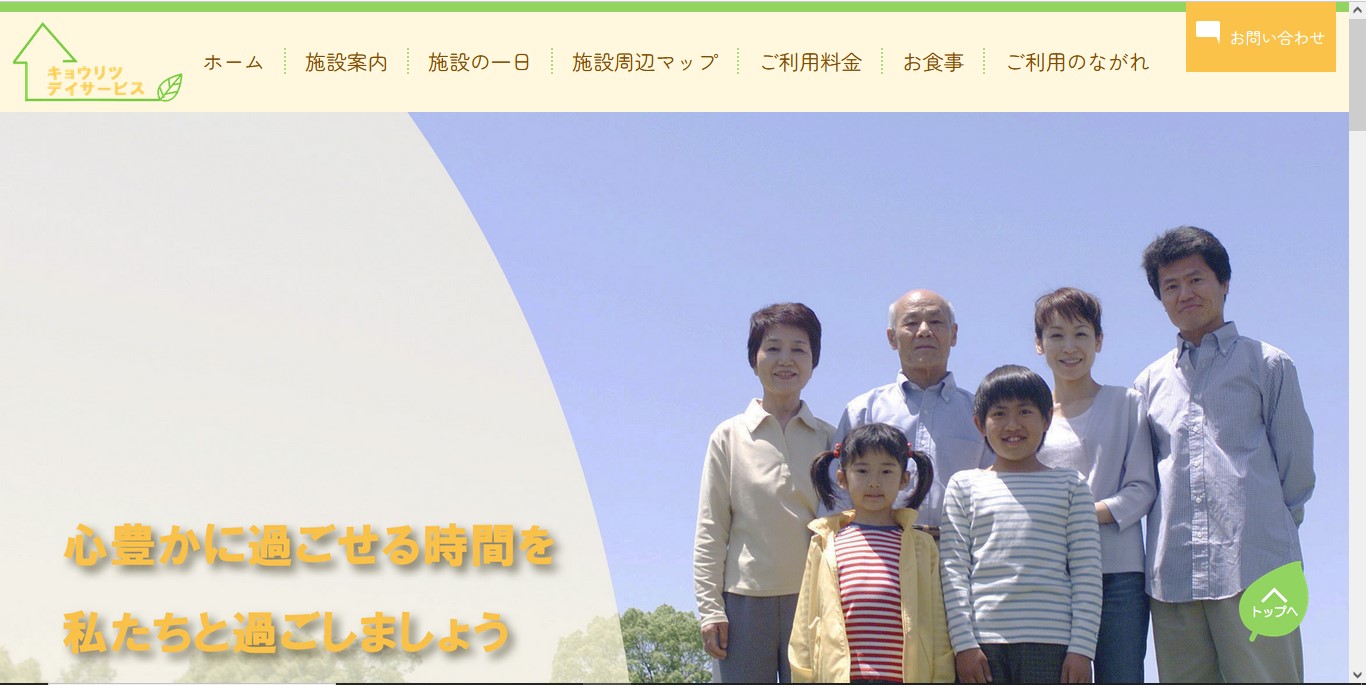 キョウリツ
デイサービス
ホーム
施設案内
施設の一日
施設周辺マップ
ご利用料金
お食事
ご利用のながれ
お問い合わせ
心豊かに過ごせる時間を
私たちと過ごしましょう
トップへ